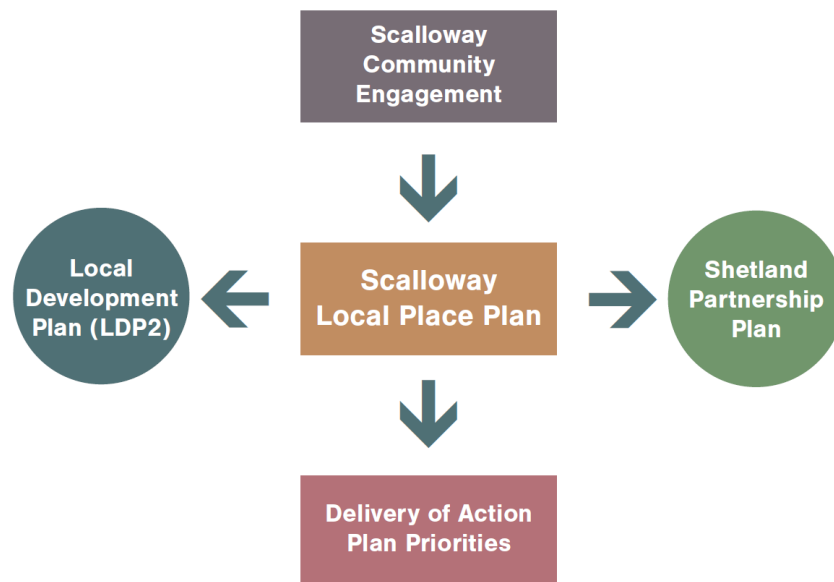 Scalloway
Community
Engagement
Local
Development
Plan (LDP2)
Scalloway
Local Place Plan
Shetland
Partnership
Plan
Delivery of Action
Plan Priorities